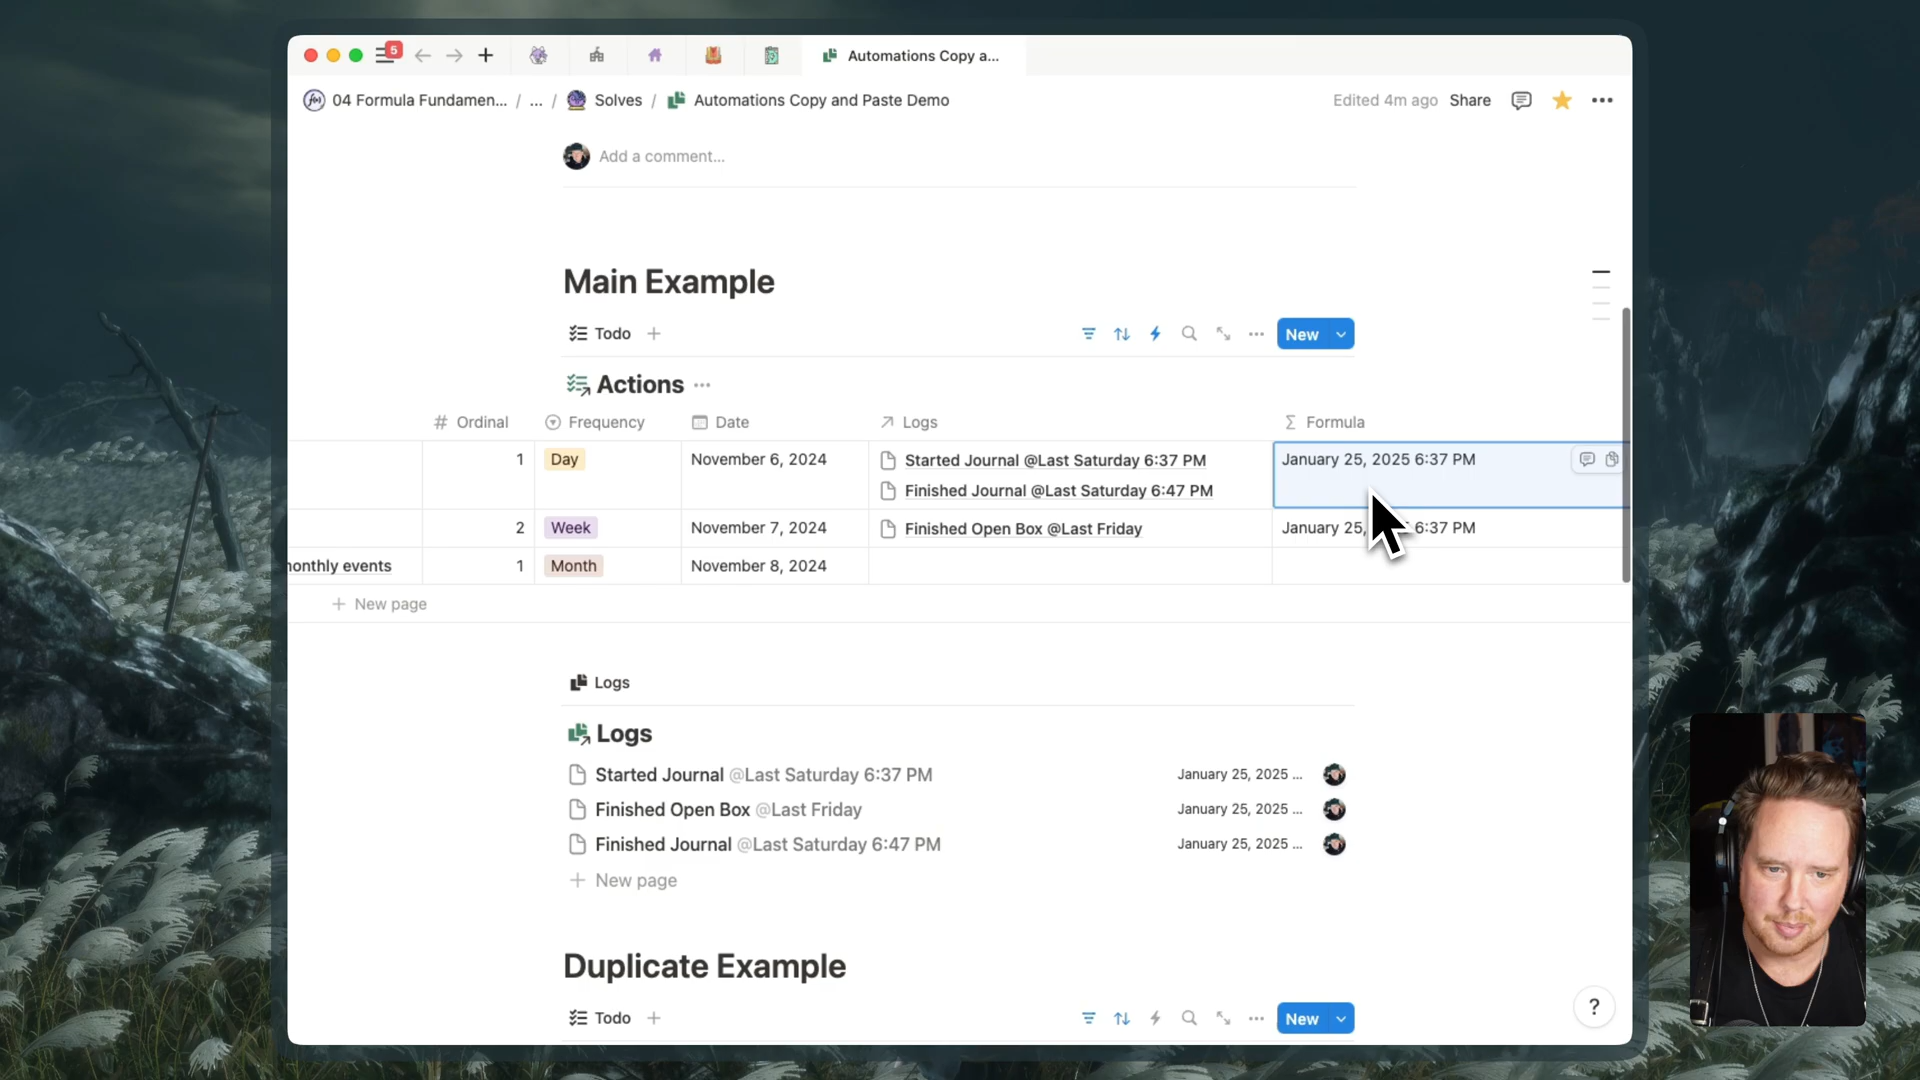 5
Automations Copy a...
04 Formula Fundamen... / ... / Solves / Automations Copy and Paste Demo
Edited 4m ago Share
Add a comment...
Main Example
Todo
New
Actions
Ordinal Frequency Date Logs Formula
1 Day November 6, 2024 Started Journal @Last Saturday 6:37 PM January 25, 2025 6:37 PM
Finished Journal @Last Saturday 6:47 PM
2 Week November 7, 2024 Finished Open Box @Last Friday January 25, 6:37 PM
monthly events 1 Month November 8, 2024
+ New page
Logs
Logs
Started Journal @Last Saturday 6:37 PM January 25, 2025 ...
Finished Open Box @Last Friday January 25, 2025 ...
Finished Journal @Last Saturday 6:47 PM January 25, 2025 ...
+ New page
Duplicate Example
Todo
New
?